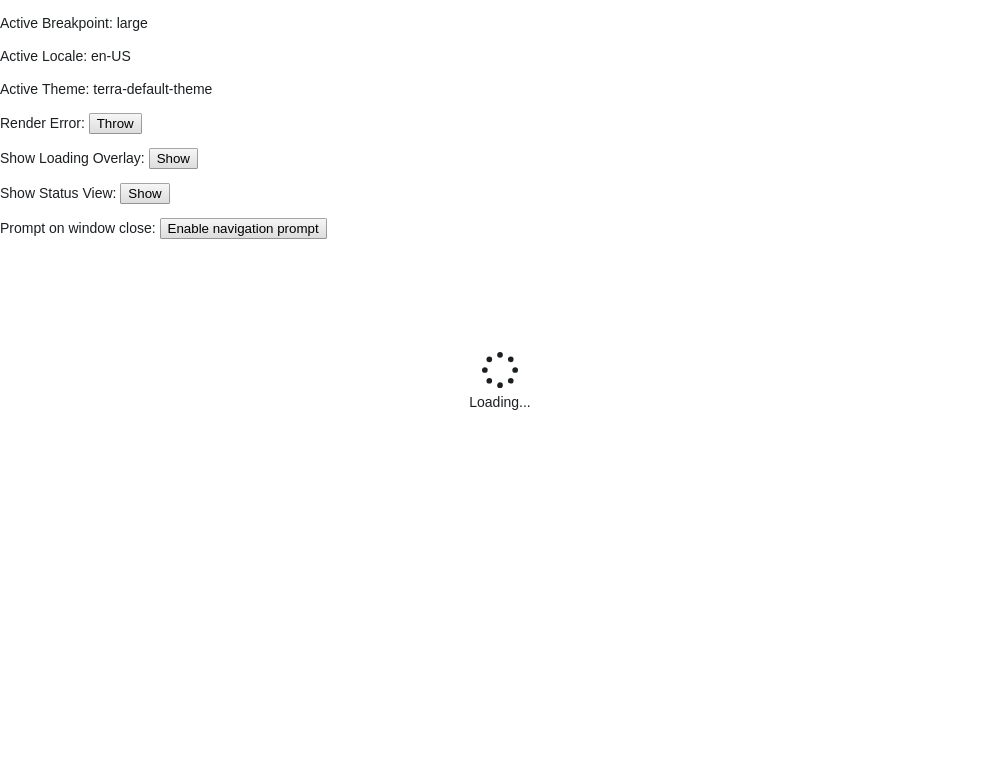 Active Breakpoint: large
Active Locale: en-US
Active Theme: terra-default-theme
Render Error: Throw
Show Loading Overlay: Show
Show Status View: Show
Prompt on window close: Enable navigation prompt
Loading...